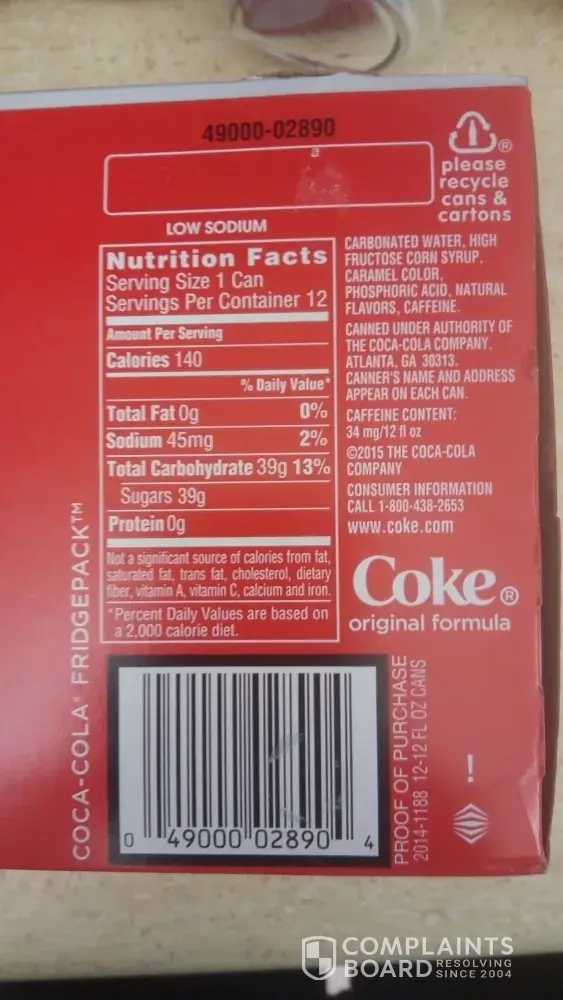 49000-02890
please
recycle
cans &
cartons
LOW SODIUM
Nutrition Facts
Serving Size 1 Can
Servings Per Container 12
Amount Per Serving
Calories 140
% Daily Value*
Total Fat 0g 0%
Sodium 45mg 2%
Total Carbohydrate 39g 13%
Sugars 39g
Protein 0g
Not a significant source of calories from fat,
saturated fat, trans fat, cholesterol, dietary
fiber, vitamin A, vitamin C, calcium and iron.
*Percent Daily Values are based on
a 2,000 calorie diet.
CARBONATED WATER, HIGH
FRUCTOSE CORN SYRUP,
CARAMEL COLOR,
PHOSPHORIC ACID, NATURAL
FLAVORS, CAFFEINE.
CANNED UNDER AUTHORITY OF
THE COCA-COLA COMPANY,
ATLANTA, GA 30313.
CANNER'S NAME AND ADDRESS
APPEAR ON EACH CAN.
CAFFEINE CONTENT:
34 mg/12 fl oz
©2015 THE COCA-COLA
COMPANY
CONSUMER INFORMATION
CALL 1-800-438-2653
www.coke.com
Coke®
original formula
COCA-COLA® FRIDGEPACK™
0 49000 02890 4
PROOF OF PURCHASE
2014-1188 12-12 FL OZ CANS
!
COMPLAINTS
BOARD RESOLVING
SINCE 2004